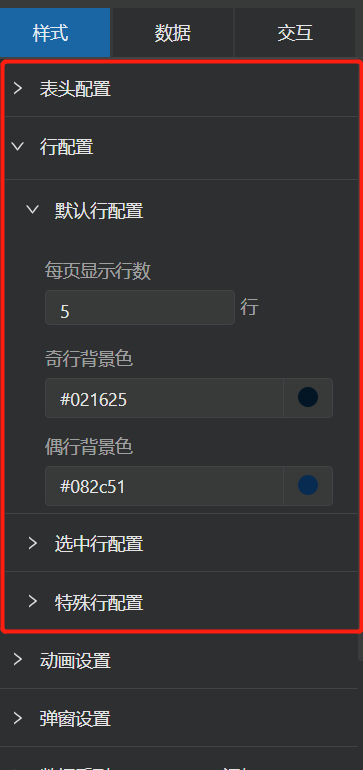 样式 数据 交互
表头配置
行配置
默认行配置
每页显示行数
5 行
奇行背景色
#021625
偶行背景色
#082c51
选中行配置
特殊行配置
动画设置
弹窗设置